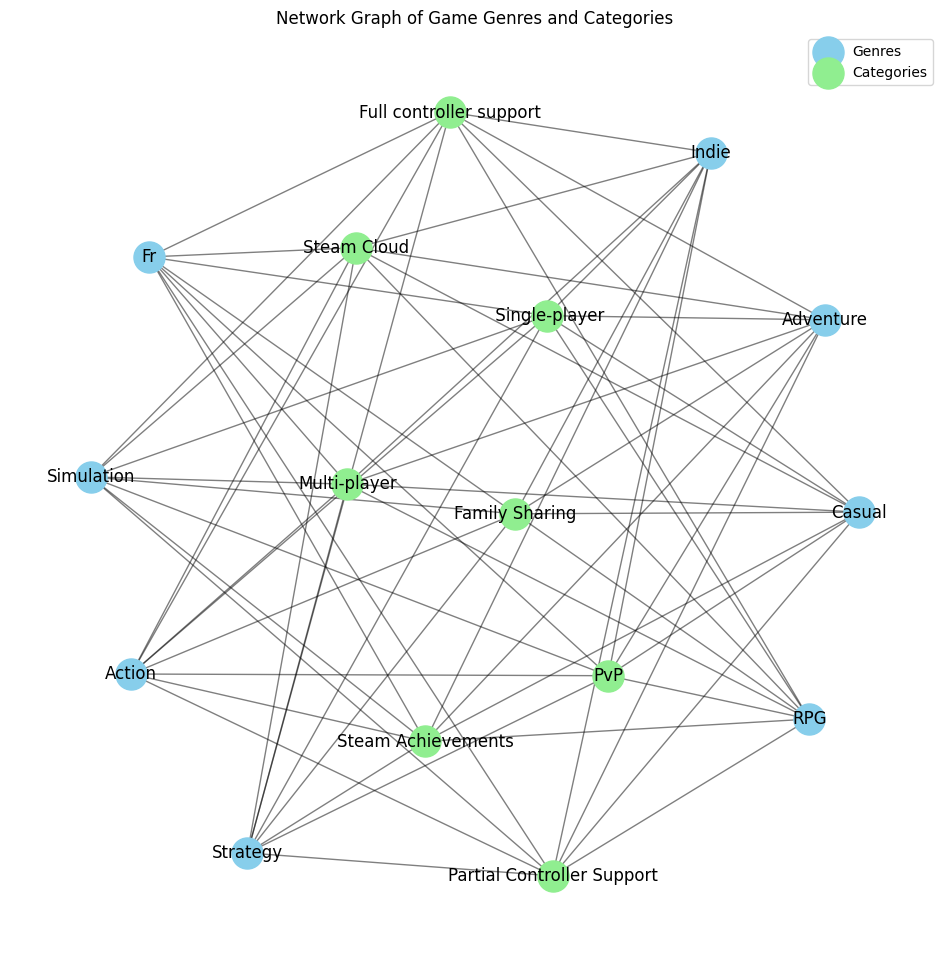 Network Graph of Game Genres and Categories
Genres
Categories
Full controller support
Indie
Steam Cloud
Fr
Single-player
Adventure
Simulation
Multi-player
Family Sharing
Casual
Action
PvP
RPG
Steam Achievements
Strategy
Partial Controller Support